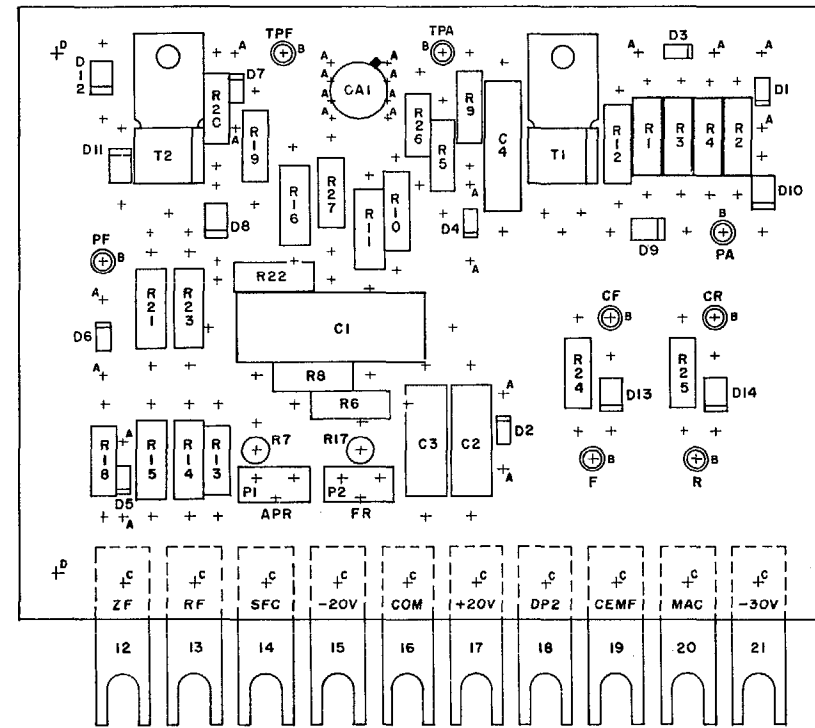 TPF TPA
D D3
D12 D7 CA1 R9 D1
R20 R26 C4 R12 R1 R3 R4 R2
T2 R19 R5 T1
D11 R16 R27 R11 R10 D10
D8 D4 D9 PA
PF
R22 CF CR
R21 R23 C1
D6
R8 R24 R25 D13 D14
R6
R18 R15 R14 R13 R7 R17 C3 C2 D2
D5 P1 P2 F R
APR FR
D
C C C C C C C C C C
ZF RF SFC -20V COM +20V DP2 CEMF MAC -30V
12 13 14 15 16 17 18 19 20 21